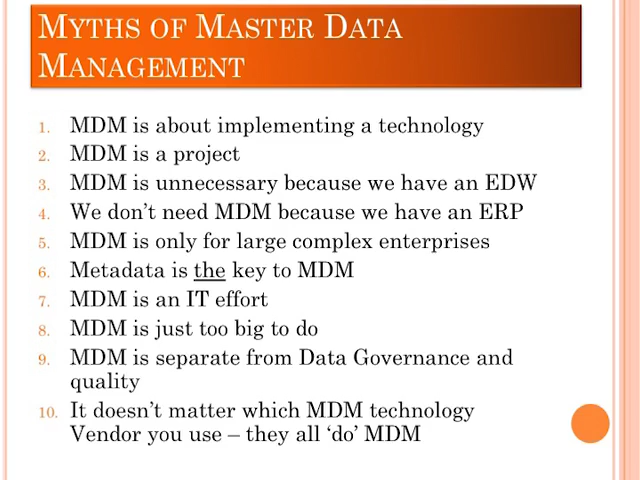 MYTHS OF MASTER DATA
MANAGEMENT
1. MDM is about implementing a technology
2. MDM is a project
3. MDM is unnecessary because we have an EDW
4. We don’t need MDM because we have an ERP
5. MDM is only for large complex enterprises
6. Metadata is the key to MDM
7. MDM is an IT effort
8. MDM is just too big to do
9. MDM is separate from Data Governance and
quality
10. It doesn’t matter which MDM technology
Vendor you use – they all ‘do’ MDM